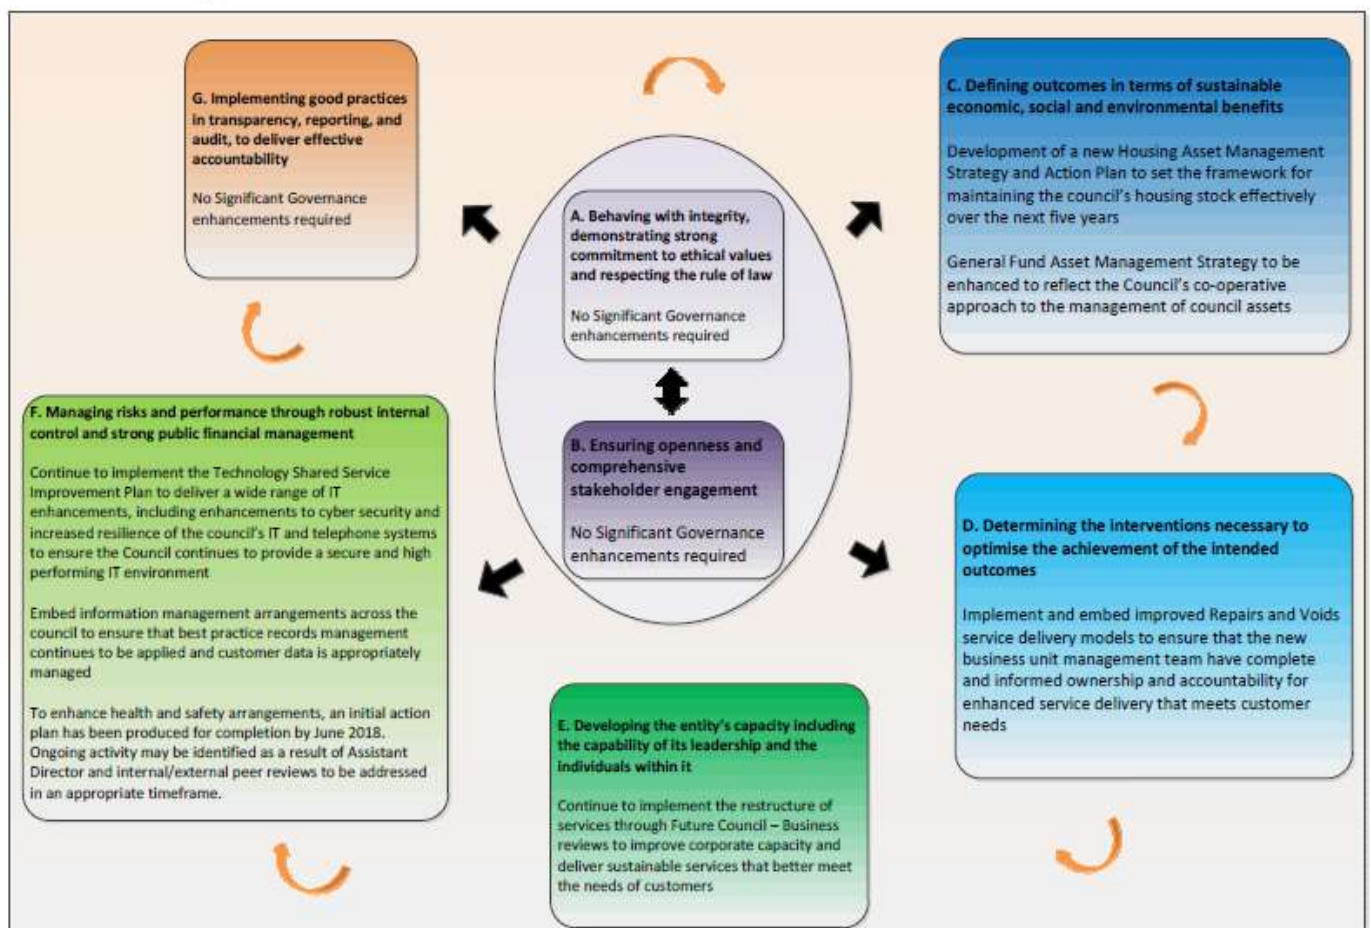 G. Implementing good practices
in transparency, reporting, and
audit, to deliver effective
accountability
No Significant Governance
enhancements required
A. Behaving with integrity,
demonstrating strong
commitment to ethical values
and respecting the rule of law
No Significant Governance
enhancements required
B. Ensuring openness and
comprehensive
stakeholder engagement
No Significant Governance
enhancements required
C. Defining outcomes in terms of sustainable
economic, social and environmental benefits
Development of a new Housing Asset Management
Strategy and Action Plan to set the framework for
maintaining the council’s housing stock effectively
over the next five years
General Fund Asset Management Strategy to be
enhanced to reflect the Council’s co-operative
approach to the management of council assets
D. Determining the interventions necessary to
optimise the achievement of the intended
outcomes
Implement and embed improved Repairs and Voids
service delivery models to ensure that the new
business unit management team have complete
and informed ownership and accountability for
enhanced service delivery that meets customer
needs
E. Developing the entity’s capacity including
the capability of its leadership and the
individuals within it
Continue to implement the restructure of
services through Future Council – Business
reviews to improve corporate capacity and
deliver sustainable services that better meet
the needs of customers
F. Managing risks and performance through robust internal
control and strong public financial management
Continue to implement the Technology Shared Service
Improvement Plan to deliver a wide range of IT
enhancements, including enhancements to cyber security and
increased resilience of the council’s IT and telephone systems
to ensure the Council continues to provide a secure and high
performing IT environment
Embed information management arrangements across the
council to ensure that best practice records management
continues to be applied and customer data is appropriately
managed
To enhance health and safety arrangements, an initial action
plan has been produced for completion by June 2018.
Ongoing activity may be identified as a result of Assistant
Director and internal/external peer reviews to be addressed
in an appropriate timeframe.